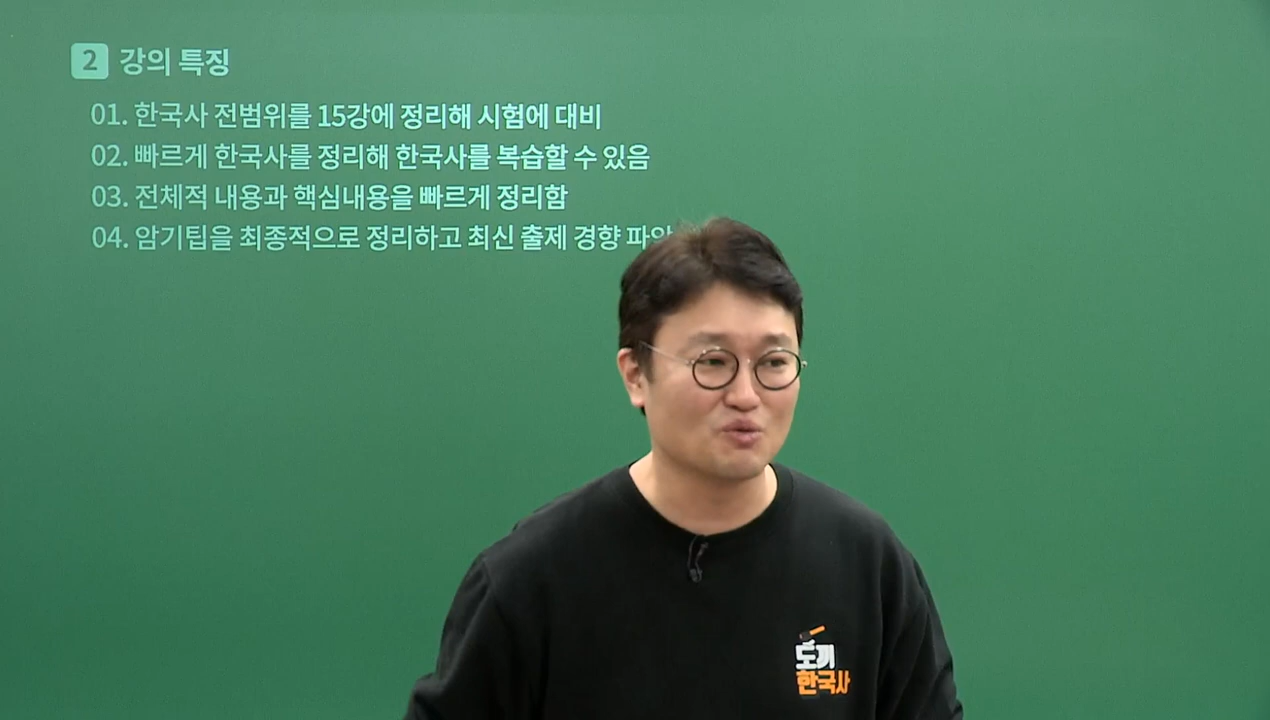 2 강의 특징
01. 한국사 전범위를 15강에 정리해 시험에 대비
02. 빠르게 한국사를 정리해 한국사를 복습할 수 있음
03. 전체적 내용과 핵심내용을 빠르게 정리함
04. 암기팁을 최종적으로 정리하고 최신 출제 경향
도끼
한국사